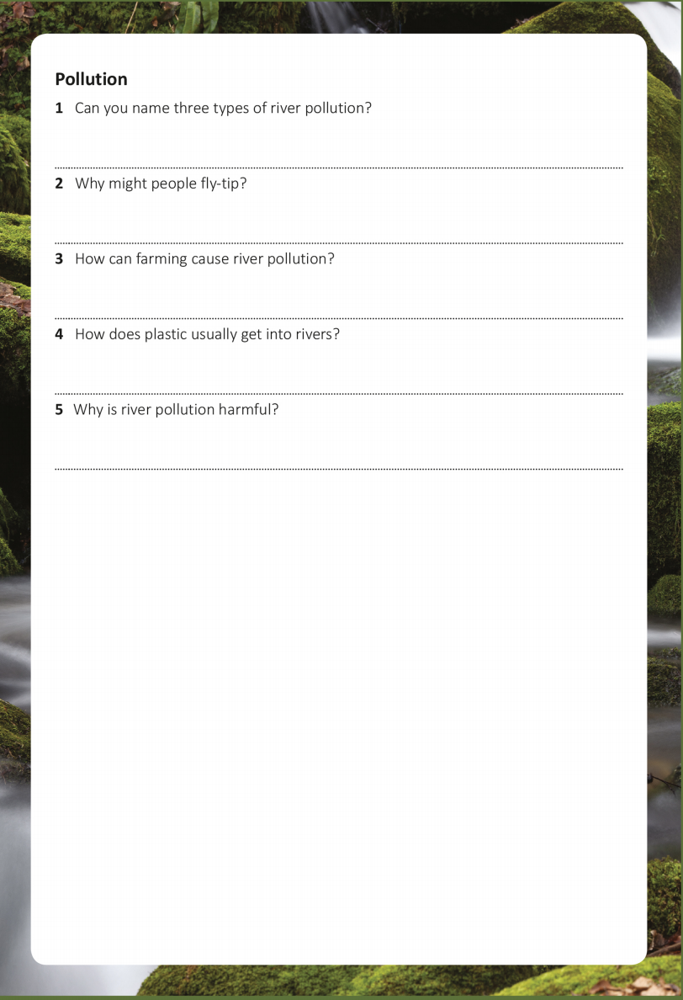 Pollution
1 Can you name three types of river pollution?
2 Why might people fly-tip?
3 How can farming cause river pollution?
4 How does plastic usually get into rivers?
5 Why is river pollution harmful?